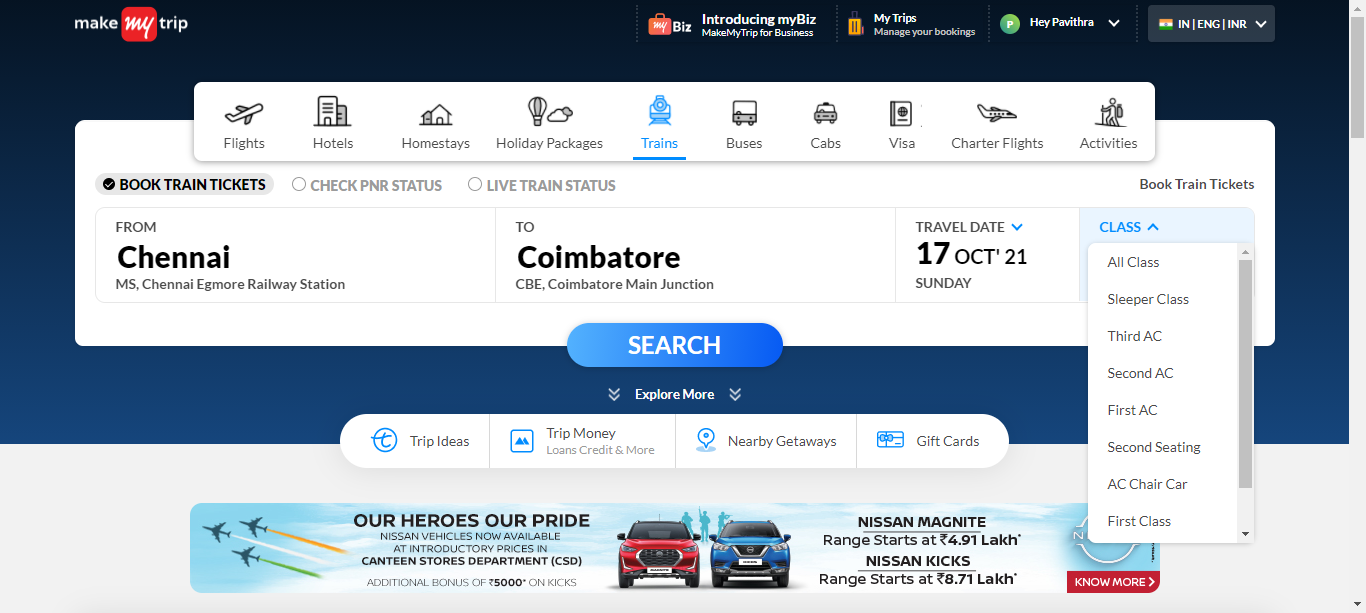 make my trip
my Biz
Introducing myBiz
MakeMyTrip for Business
My Trips
Manage your bookings
P
Hey Pavithra
IN | ENG | INR
Flights
Hotels
Homestays
Holiday Packages
Trains
Buses
Cabs
Visa
Charter Flights
Activities
BOOK TRAIN TICKETS
CHECK PNR STATUS
LIVE TRAIN STATUS
Book Train Tickets
FROM
Chennai
MS, Chennai Egmore Railway Station
TO
Coimbatore
CBE, Coimbatore Main Junction
TRAVEL DATE
17 OCT' 21
SUNDAY
CLASS
All Class
Sleeper Class
Third AC
Second AC
First AC
Second Seating
AC Chair Car
First Class
SEARCH
Explore More
Trip Ideas
Trip Money
Loans Credit & More
Nearby Getaways
Gift Cards
OUR HEROES OUR PRIDE
NISSAN VEHICLES NOW AVAILABLE
AT INTRODUCTORY PRICES IN
CANTEEN STORES DEPARTMENT (CSD)
ADDITIONAL BONUS OF ₹5000* ON KICKS
NISSAN MAGNITE
Range Starts at ₹4.91 Lakh*
NISSAN KICKS
Range Starts at ₹8.71 Lakh*
KNOW MORE